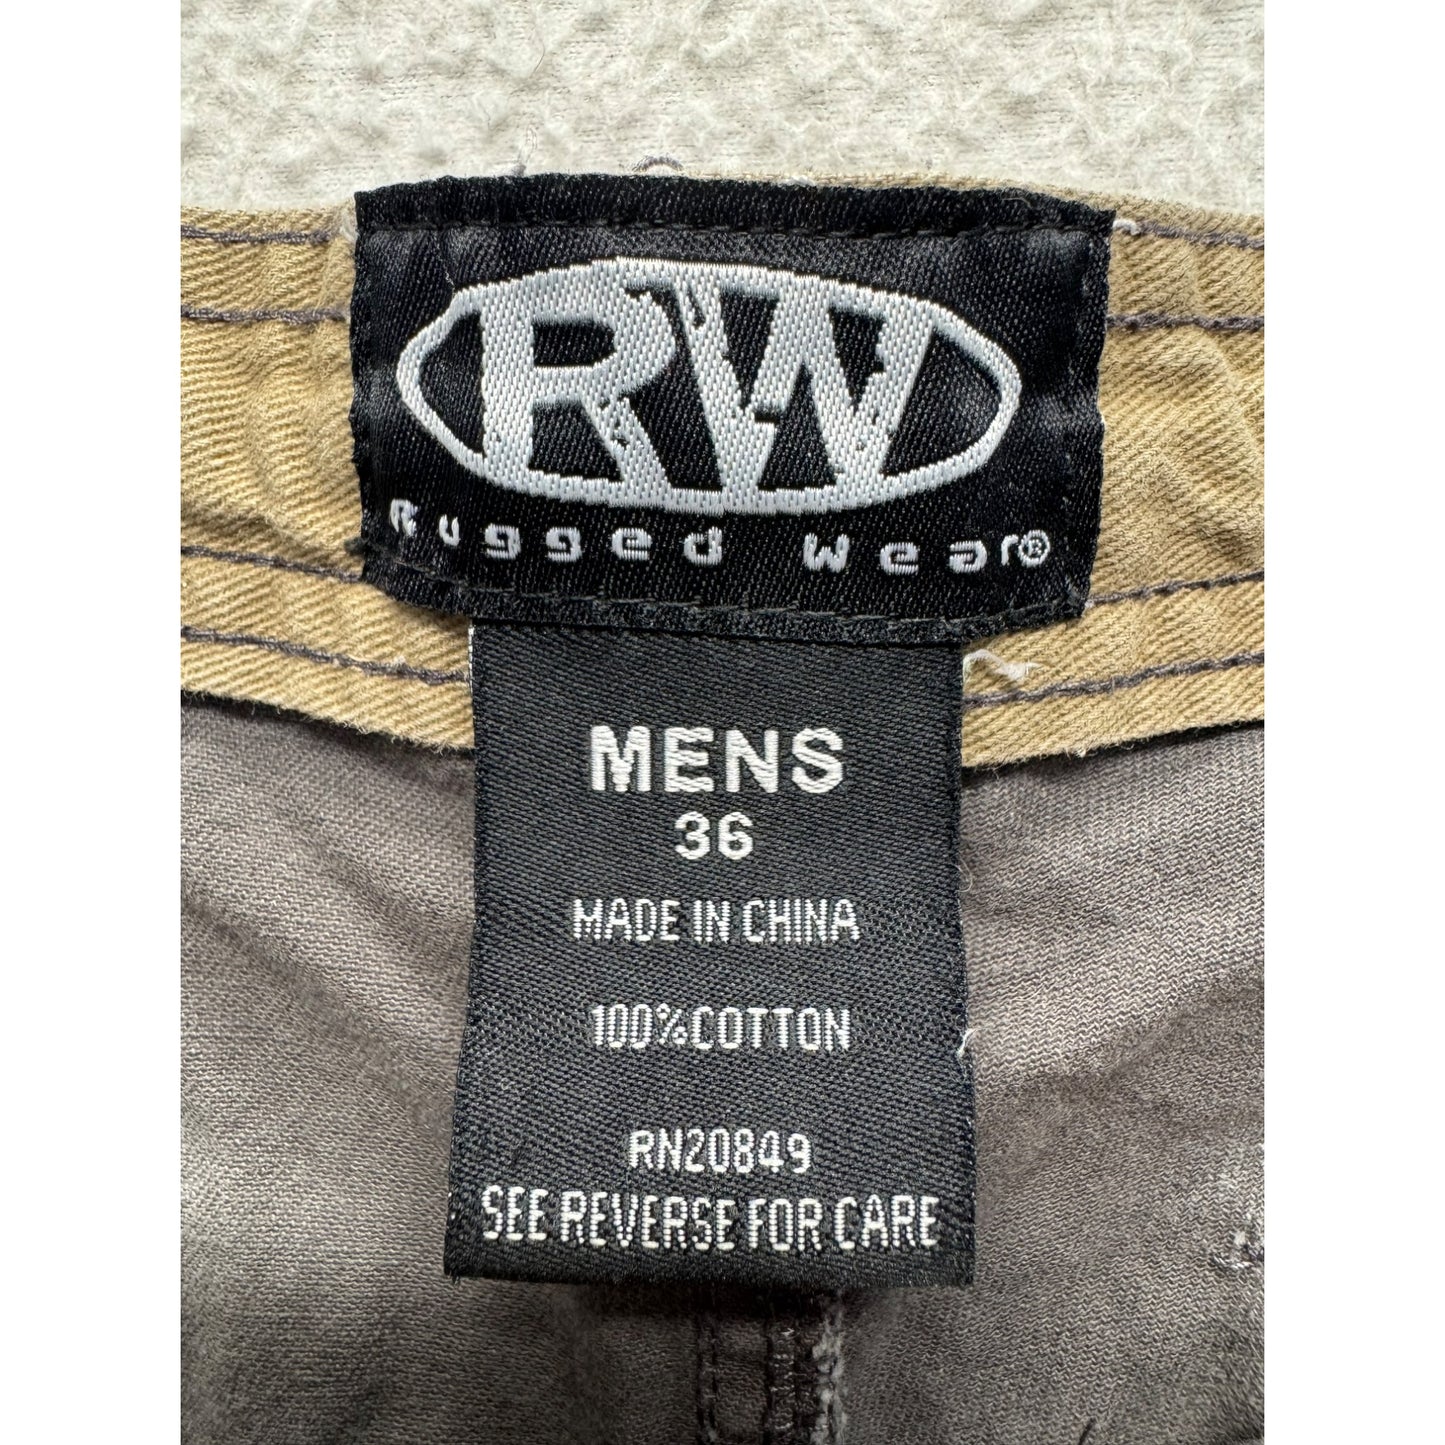 RW
Rugged Wear®
MENS
36
MADE IN CHINA
100%COTTON
RN20849
SEE REVERSE FOR CARE